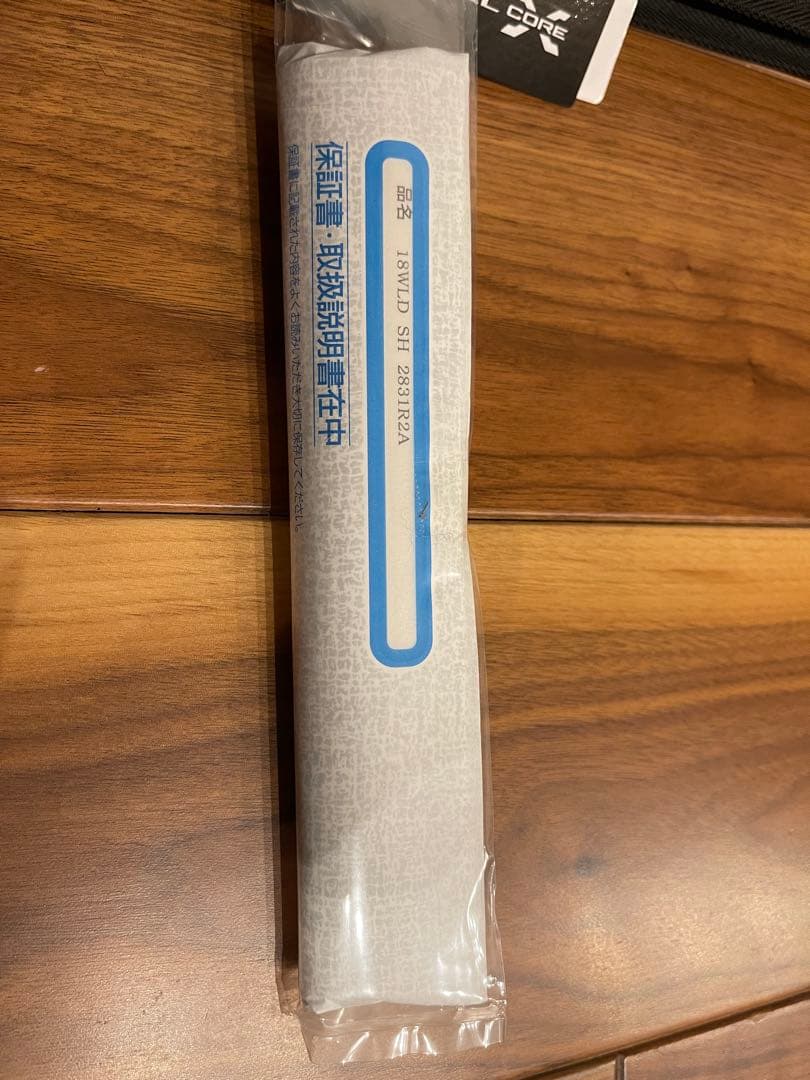 L CORE
X
品名 18WLD SH 2831R2A
保証書・取扱説明書在中
保証書に記載された内容をよくお読みいただき大切に保存してください。